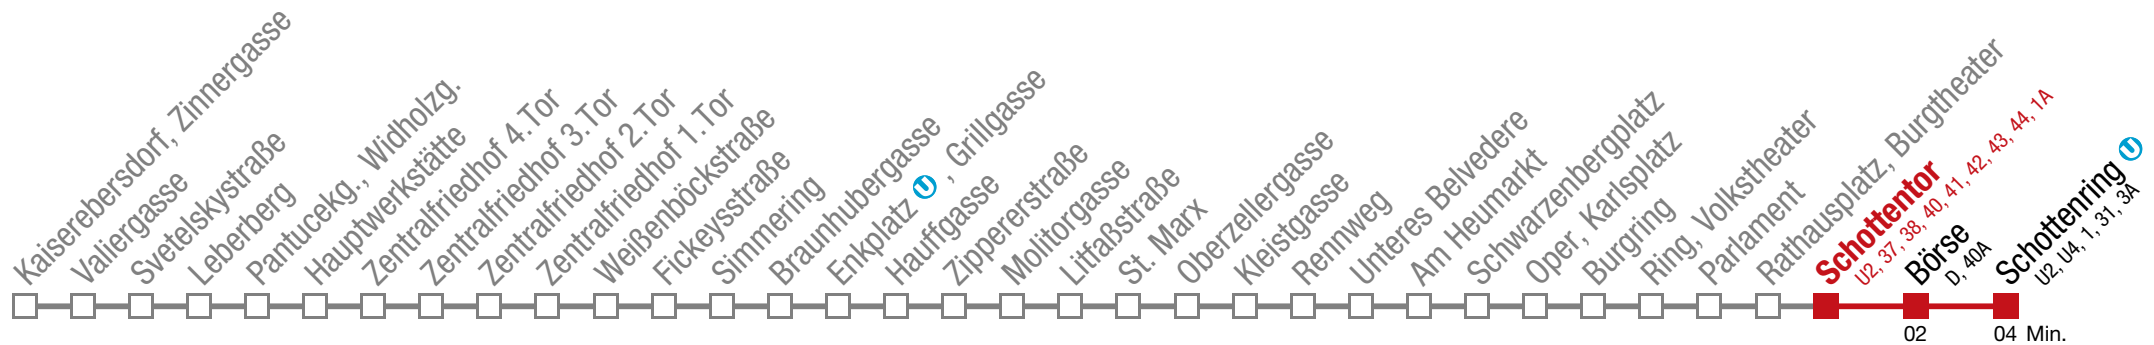 Kaiserebersdorf, Zinnergasse
Valiergasse
Svetelskystraße
Leberberg
Pantucekg., Widholzg.
Hauptwerkstätte
Zentralfriedhof 4.Tor
Zentralfriedhof 3.Tor
Zentralfriedhof 2.Tor
Zentralfriedhof 1.Tor
Weißenböckstraße
Fickeysstraße
Simmering
Braunhubergasse
Enkplatz U, Grillgasse
Hauffgasse
Zippererstraße
Molitorgasse
Litfaßstraße
St. Marx
Oberzellergasse
Kleistgasse
Rennweg
Unteres Belvedere
Am Heumarkt
Schwarzenbergplatz
Oper, Karlsplatz
Burgring
Ring, Volkstheater
Parlament
Rathausplatz, Burgtheater
Schottentor
U2, 37, 38, 40, 41, 42, 43, 44, 1A
Börse
D, 40A
Schottenring U
U2, U4, 1, 31, 3A
02 04 Min.